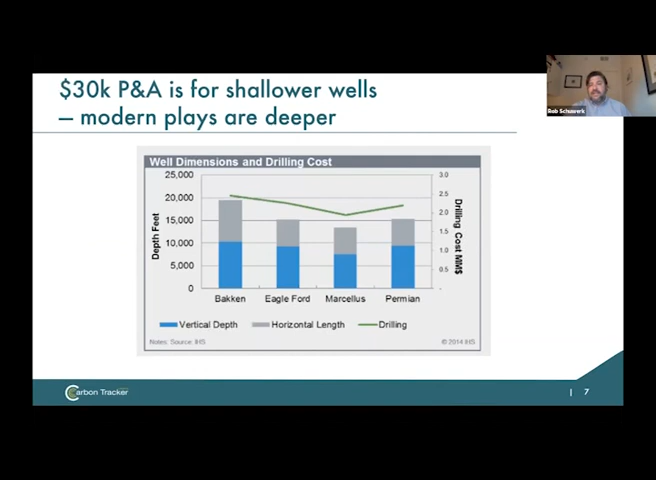 $30k P&A is for shallower wells
— modern plays are deeper
Bob Schuwerk
Well Dimensions and Drilling Cost
25,000
20,000
15,000
10,000
5,000
0
Depth Feet
3.0
2.5
2.0
1.5
1.0
0.5
-
Drilling Cost MM$
Bakken Eagle Ford Marcellus Permian
Vertical Depth Horizontal Length Drilling
Notes: Source: IHS © 2014 IHS
Carbon Tracker
| 7